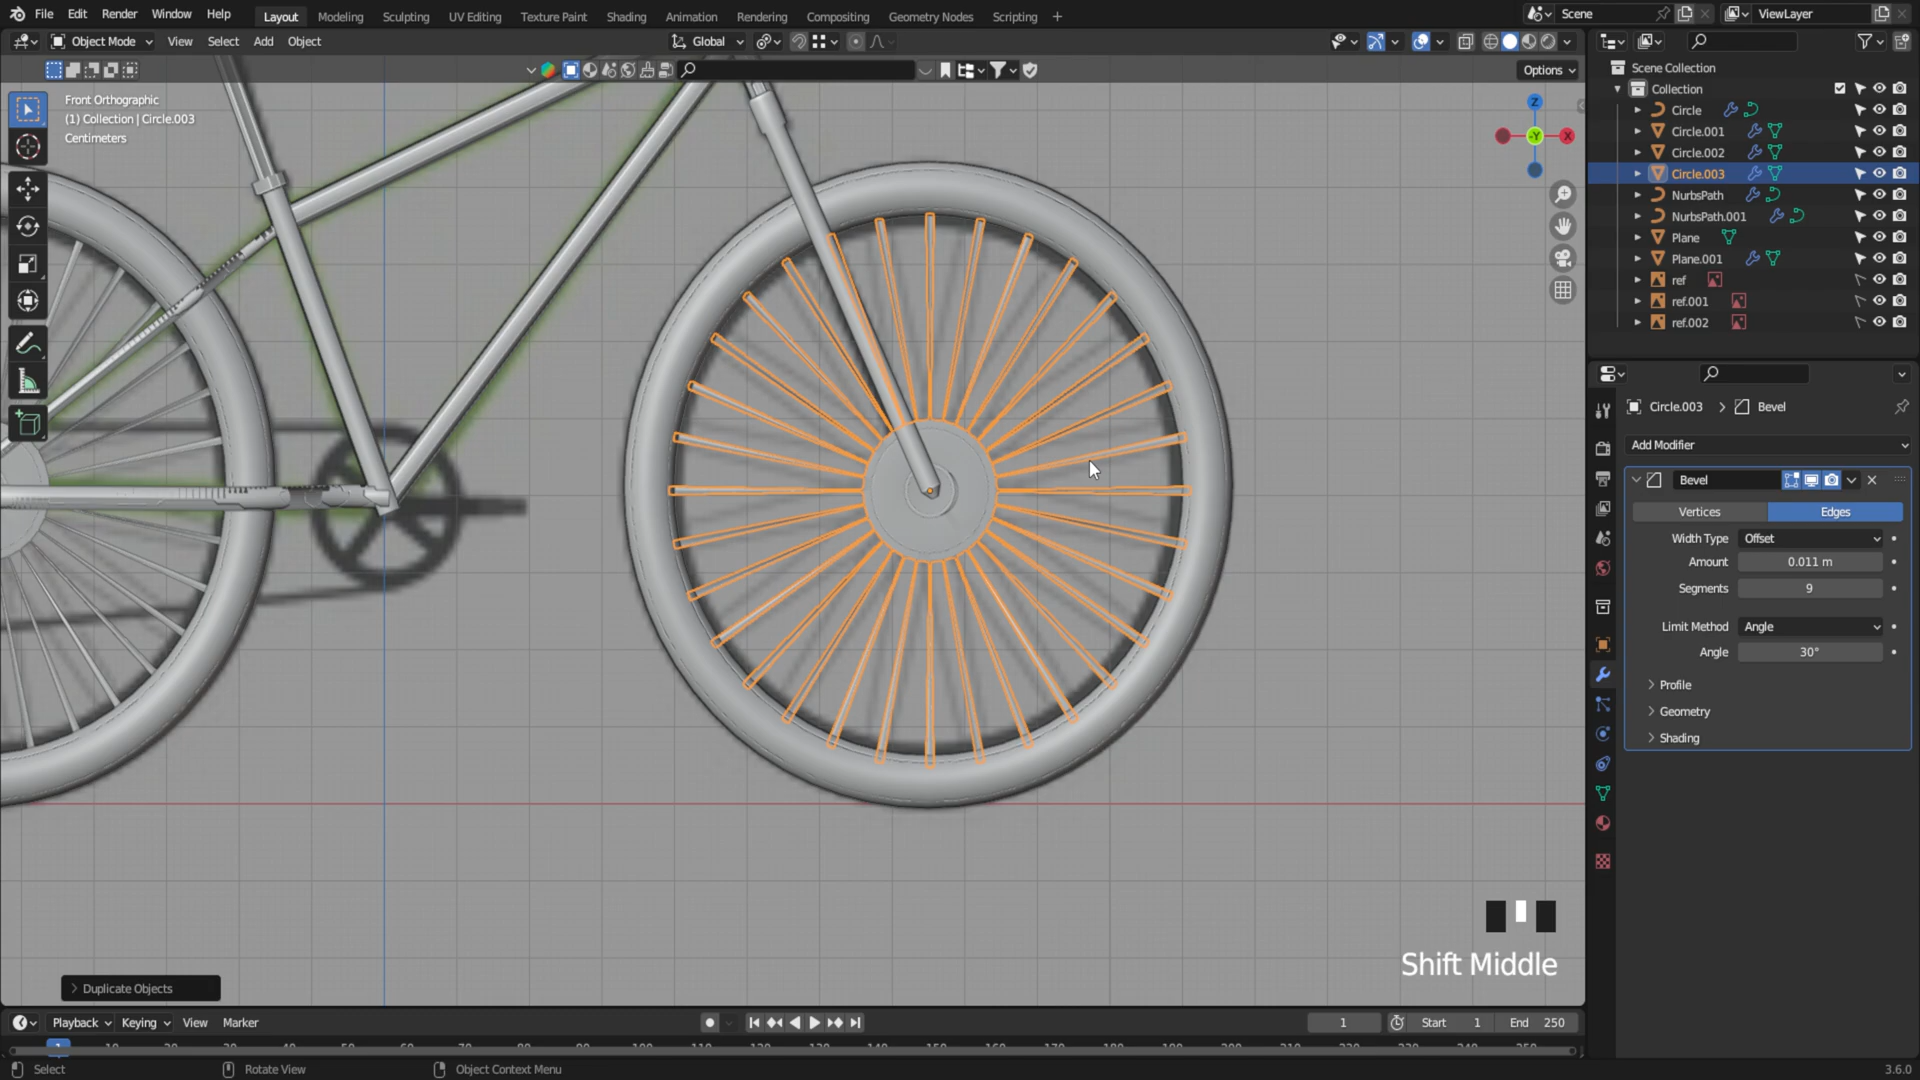 File Edit Render Window Help Layout Modeling Sculpting UV Editing Texture Paint Shading Animation Rendering Compositing Geometry Nodes Scripting + Scene ViewLayer
Object Mode View Select Add Object Global
Options
Front Orthographic
(1) Collection | Circle.003
Centimeters
Z
X
-Y
Scene Collection
Collection
Circle
Circle.001
Circle.002
Circle.003
NurbsPath
NurbsPath.001
Plane
Plane.001
ref
ref.001
ref.002
Circle.003 > Bevel
Add Modifier
Bevel
Vertices Edges
Width Type Offset
Amount 0.011 m
Segments 9
Limit Method Angle
Angle 30°
Profile
Geometry
Shading
Shift Middle
Duplicate Objects
Playback Keying View Marker 1 Start 1 End 250
1
Select Rotate View Object Context Menu 3.6.0